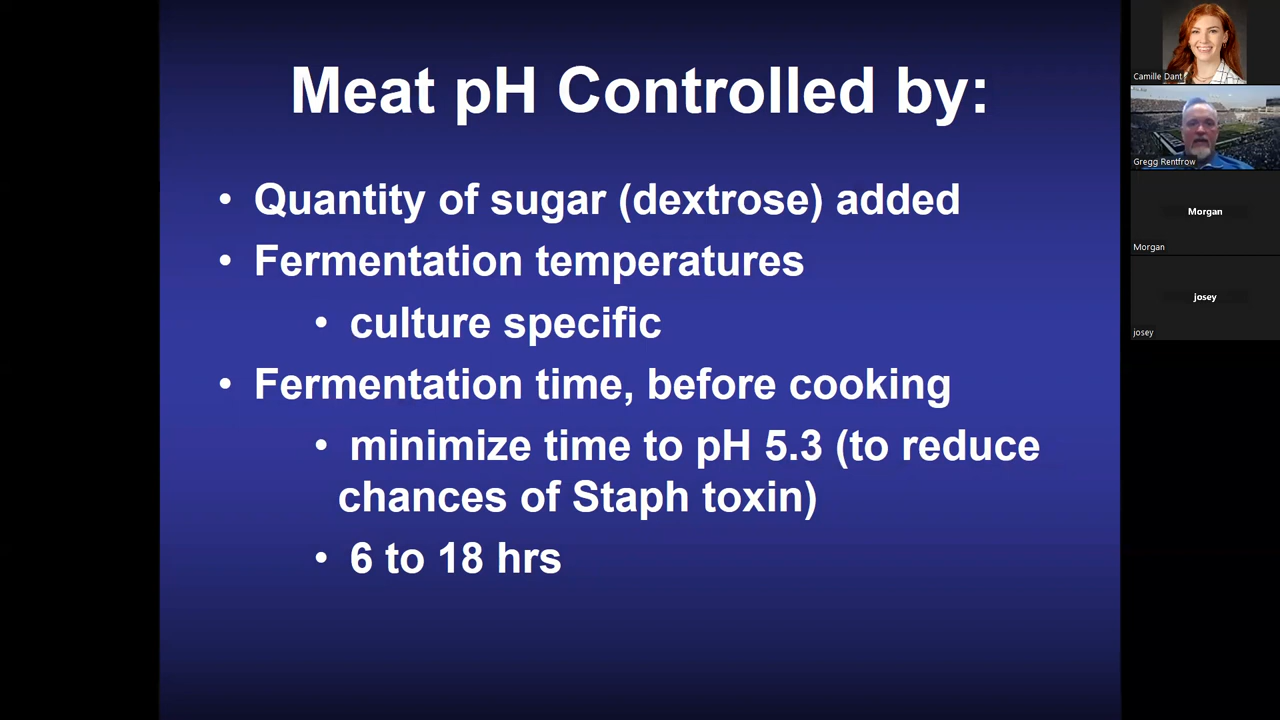 Meat pH Controlled by:
• Quantity of sugar (dextrose) added
• Fermentation temperatures
• culture specific
• Fermentation time, before cooking
• minimize time to pH 5.3 (to reduce
chances of Staph toxin)
• 6 to 18 hrs
Camille Dant
Gregg Rentfrow
Morgan
Morgan
josey
josey